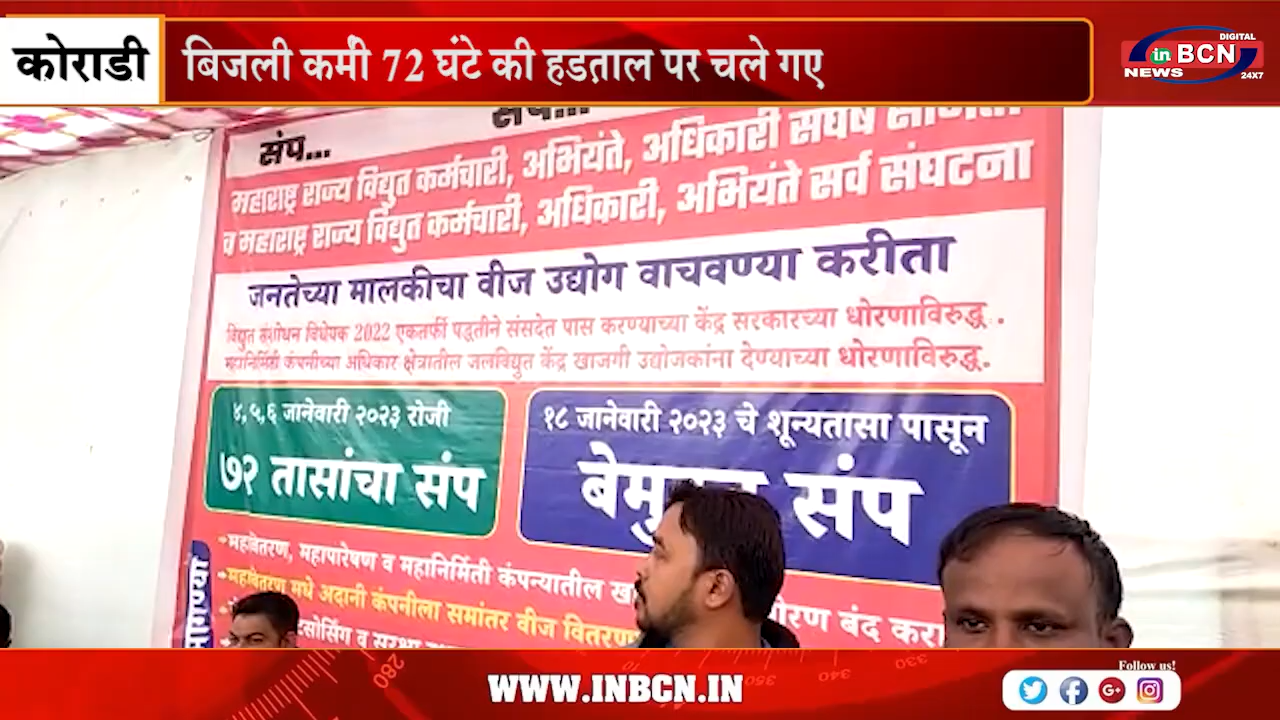 कोराडी
बिजली कर्मी 72 घंटे की हडत़ाल पर चले गए
DIGITAL
in BCN
NEWS 24X7
संप...
संप...
महाराष्ट्र राज्य विद्युत कर्मचारी, अभियंते, अधिकारी संघर्ष
व महाराष्ट्र राज्य विद्युत कर्मचारी, अधिकारी, अभियंते सर्व संघटना
जनतेच्या मालकीचा वीज उद्योग वाचवण्या करीता
विद्युत संशोधन विधेयक 2022 एकतर्फी पद्धतीने संसदेत पास करण्याच्या केंद्र सरकारच्या धोरणाविरुद्ध.
महानिर्मिती कंपनीच्या अधिकार क्षेत्रातील जलविद्युत केंद्र खाजगी उद्योजकांना देण्याच्या धोरणाविरुद्ध.
४,५,६ जानेवारी २०२३ रोजी
७२ तासांचा संप
१८ जानेवारी २०२३ चे शून्यतासा पासून
संप
महावितरण, महापारेषण व महानिर्मिती कंपन्यातील बंद
महावितरण मधे अदानी कंपनीला समांतर वीज वितरण
व सुरक्षा
WWW.INBCN.IN
Follow us!